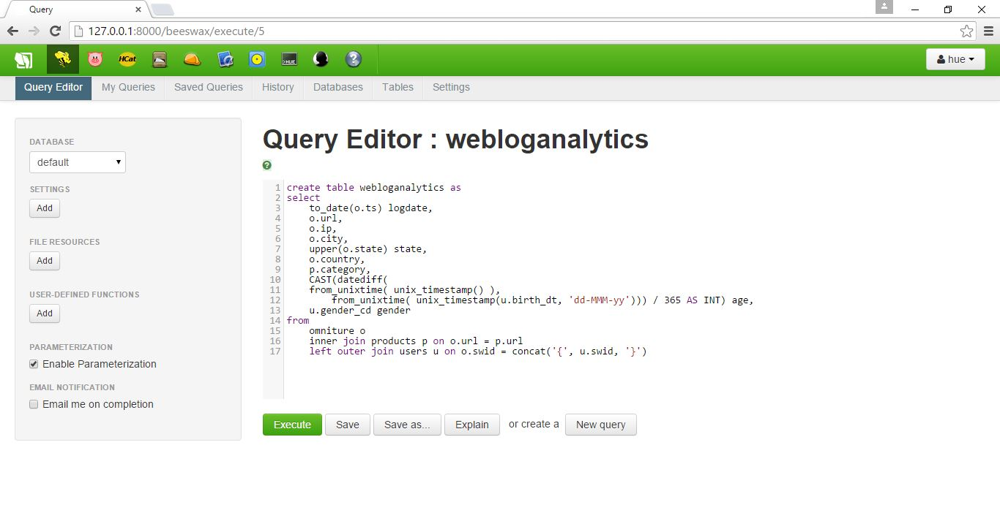 Query
127.0.0.1:8000/beeswax/execute/5
HCat
>HUE
?
hue
Query Editor My Queries Saved Queries History Databases Tables Settings
DATABASE
default
SETTINGS
Add
FILE RESOURCES
Add
USER-DEFINED FUNCTIONS
Add
PARAMETERIZATION
Enable Parameterization
EMAIL NOTIFICATION
Email me on completion
Query Editor : webloganalytics
?
1 create table webloganalytics as
2 select
3     to_date(o.ts) logdate,
4     o.url,
5     o.ip,
6     o.city,
7     upper(o.state) state,
8     o.country,
9     p.category,
10     CAST(datediff(
11     from_unixtime( unix_timestamp() ),
12         from_unixtime( unix_timestamp(u.birth_dt, 'dd-MMM-yy'))) / 365 AS INT) age,
13     u.gender_cd gender
14 from
15     omniture o
16     inner join products p on o.url = p.url
17     left outer join users u on o.swid = concat('{', u.swid, '}')
Execute Save Save as... Explain or create a New query